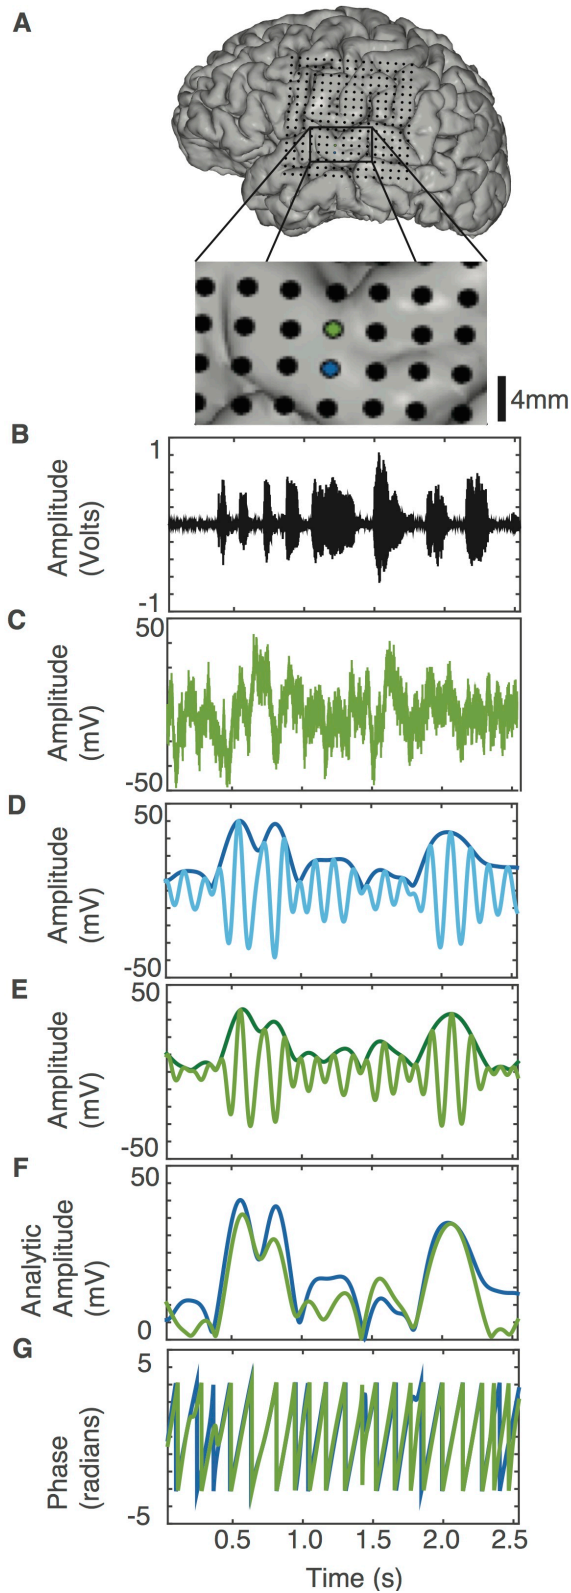 A
4mm
B
1
Amplitude
(Volts)
-1
C
50
Amplitude
(mV)
-50
D
50
Amplitude
(mV)
-50
E
50
Amplitude
(mV)
-50
F
50
Analytic
Amplitude
(mV)
0
G
5
Phase
(radians)
-5
0.5 1.0 1.5 2.0 2.5
Time (s)